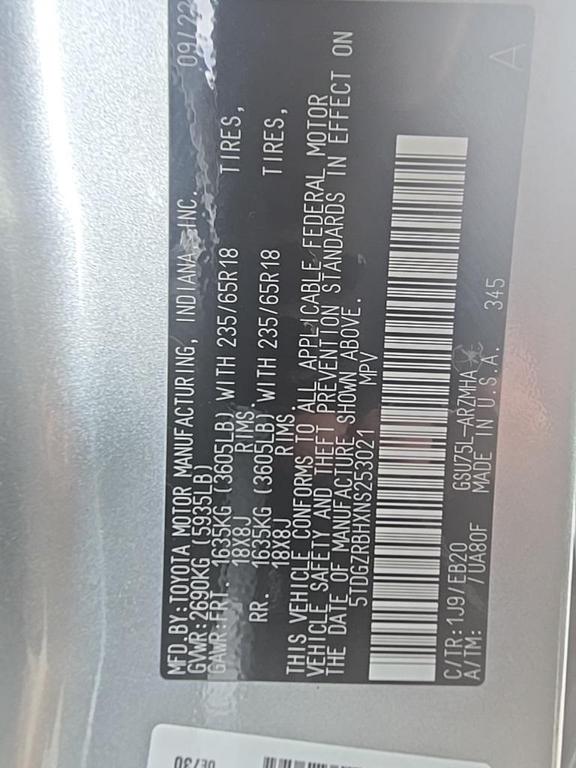 MFD.BY:TOYOTA MOTOR MANUFACTURING, INDIANA, INC. 09/22
GVWR:2690KG (5935LB)
GAWR:FRT. 1635KG (3605LB) WITH 235/65R18 TIRES,
18X8J RIMS.
RR. 1635KG (3605LB) WITH 235/65R18 TIRES,
18X8J RIMS.
THIS VEHICLE CONFORMS TO ALL APPLICABLE FEDERAL MOTOR
VEHICLE SAFETY AND THEFT PREVENTION STANDARDS IN EFFECT ON
THE DATE OF MANUFACTURE SHOWN ABOVE.
5TDGZRBHXNS253021 MPV
C/TR:1J9/EB20 GSU75L-ARZMHA
A/TM: /UA80F MADE IN U.S.A. 345
A
0E730